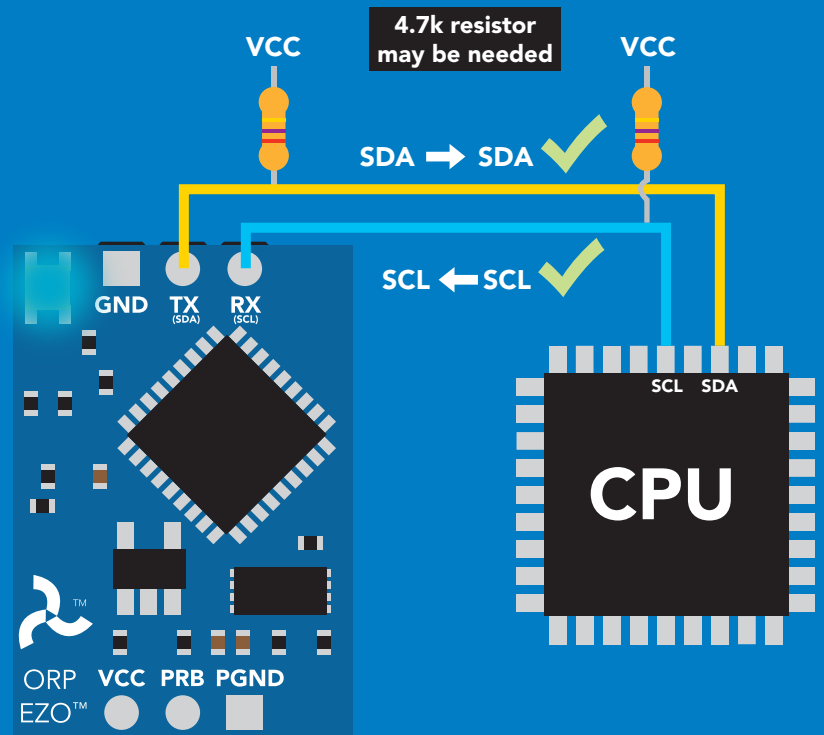 4.7k resistor
may be needed
VCC
VCC
SDA ➡ SDA
SCL ⬅ SCL
GND TX RX
(SDA) (SCL)
SCL SDA
CPU
TM
ORP VCC PRB PGND
EZO™